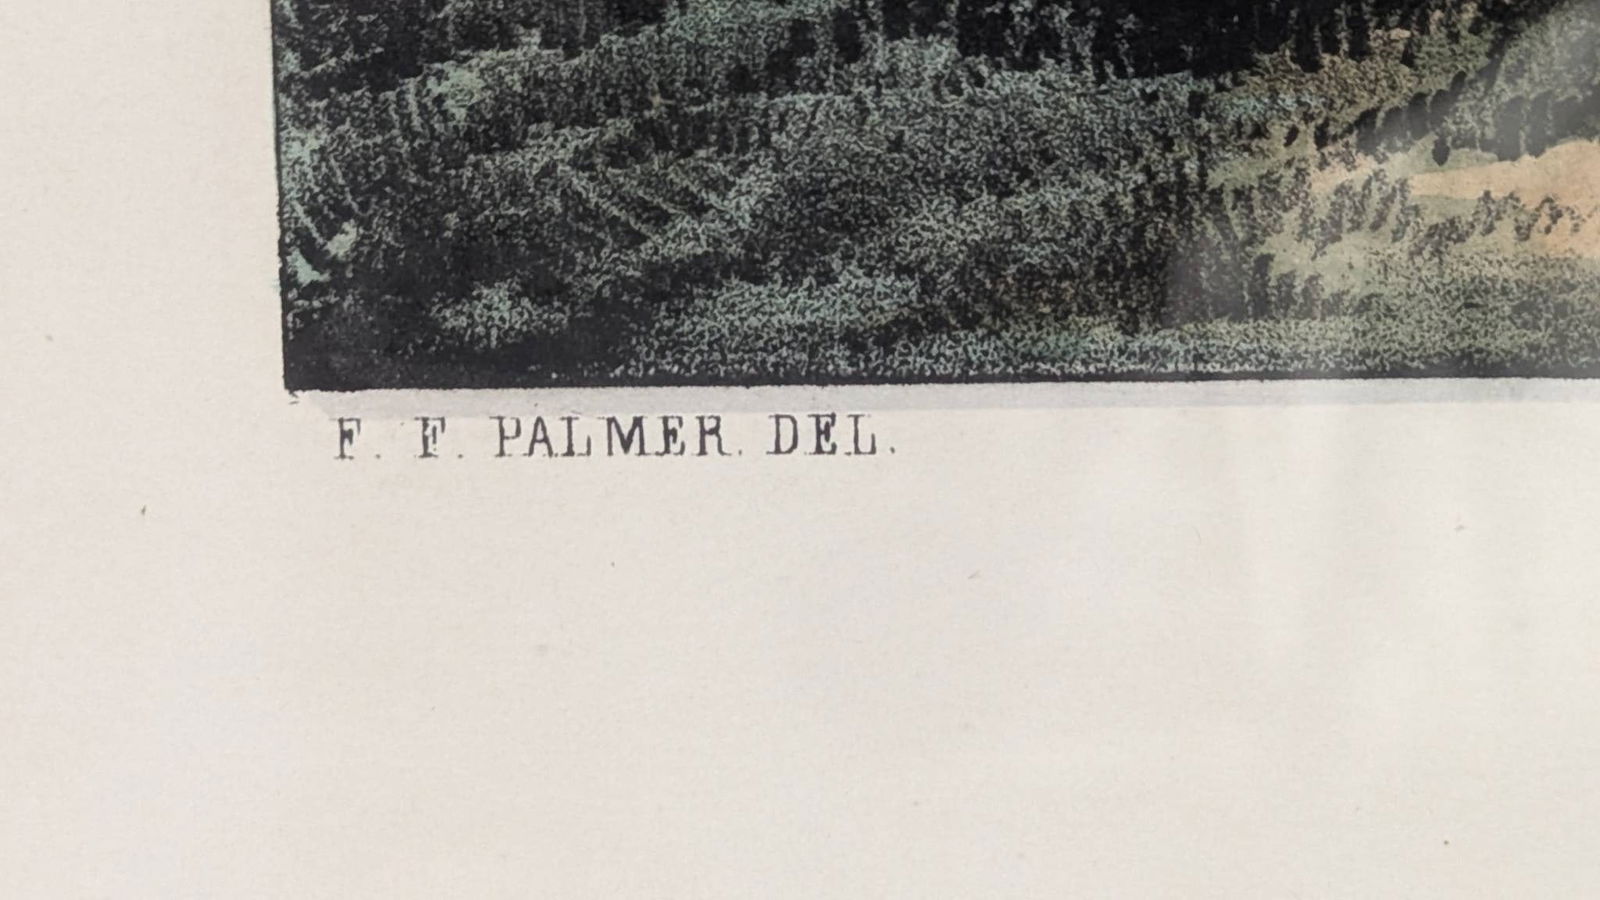 F. F. PALMER. DEL.